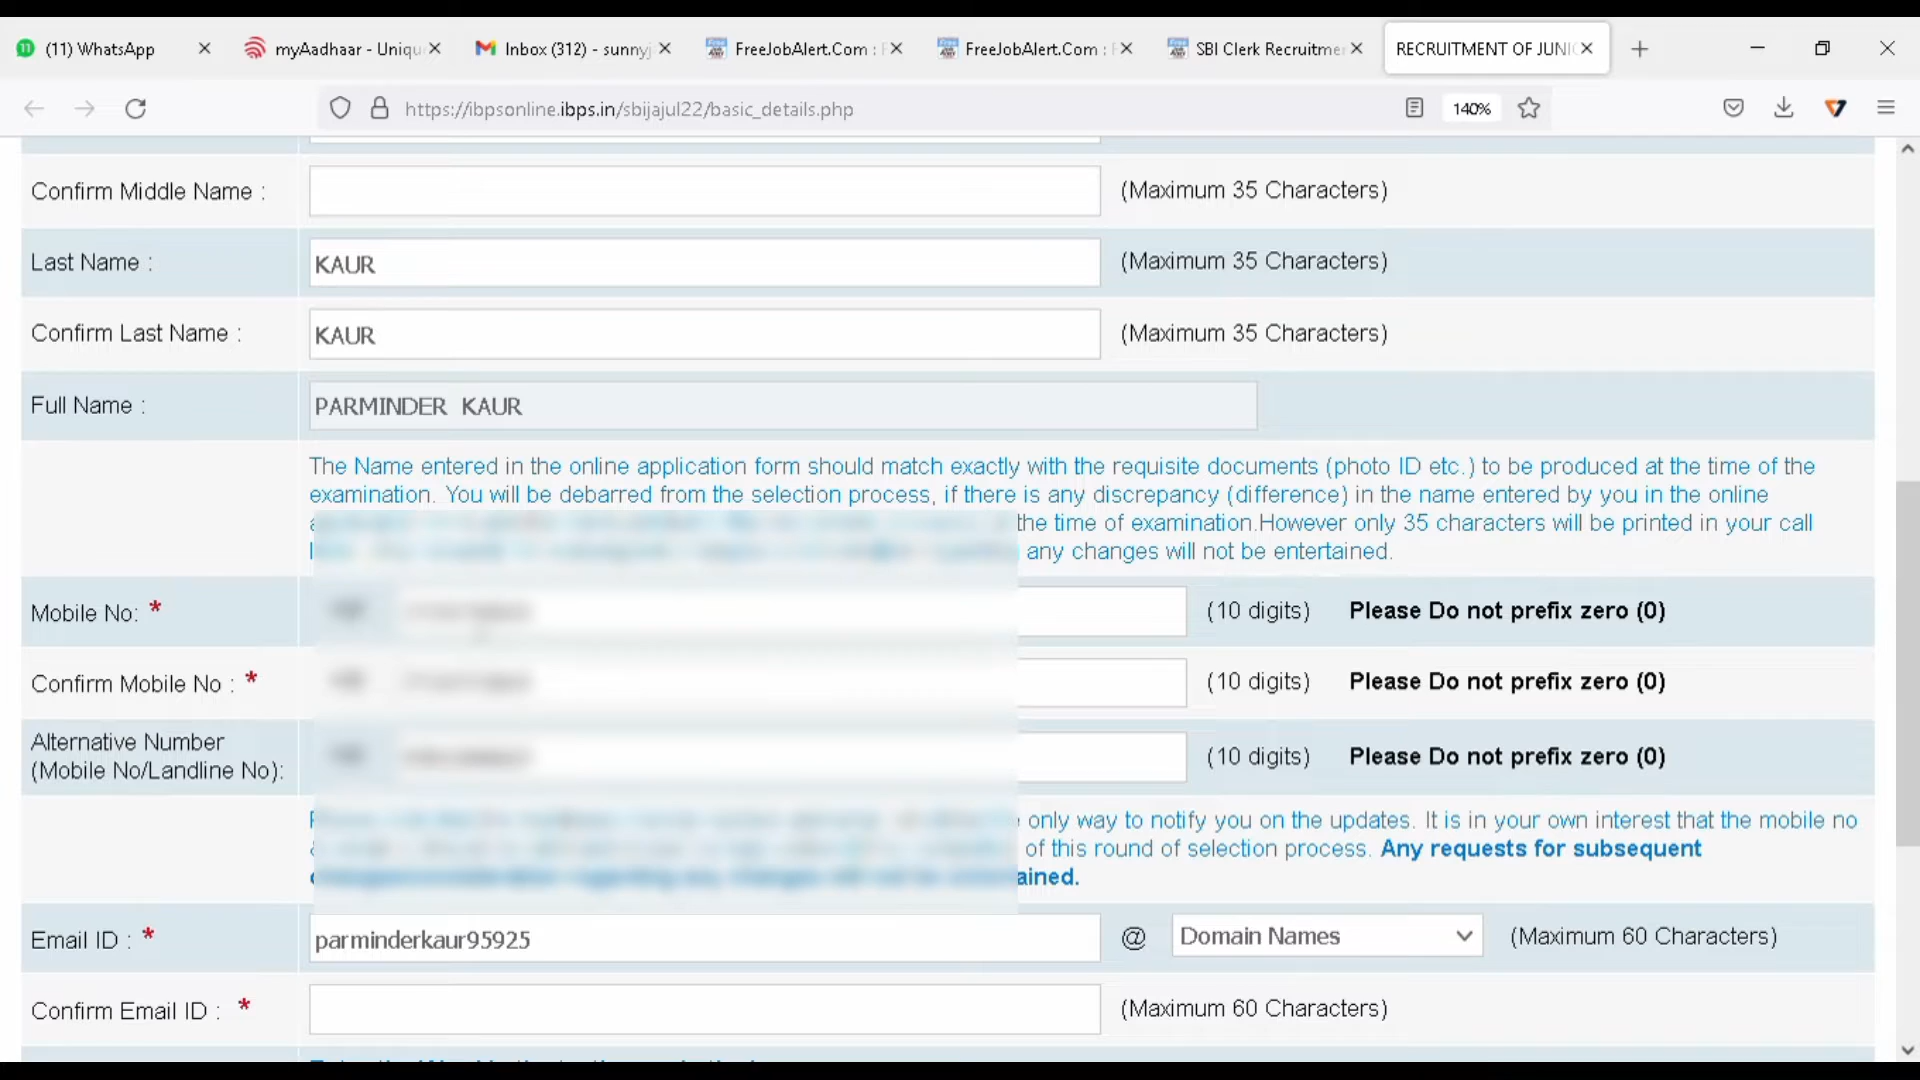 (11) WhatsApp
myAadhaar - Uniqu
Inbox (312) - sunnyj
FreeJobAlert.Com : F
FreeJobAlert.Com : F
SBI Clerk Recruitme
RECRUITMENT OF JUNI
https://ibpsonline.ibps.in/sbijajul22/basic_details.php
140%
Confirm Middle Name : (Maximum 35 Characters)
Last Name : KAUR (Maximum 35 Characters)
Confirm Last Name : KAUR (Maximum 35 Characters)
Full Name : PARMINDER KAUR
The Name entered in the online application form should match exactly with the requisite documents (photo ID etc.) to be produced at the time of the
examination. You will be debarred from the selection process, if there is any discrepancy (difference) in the name entered by you in the online
the time of examination.However only 35 characters will be printed in your call
any changes will not be entertained.
Mobile No: * (10 digits) Please Do not prefix zero (0)
Confirm Mobile No : * (10 digits) Please Do not prefix zero (0)
Alternative Number
(Mobile No/Landline No): (10 digits) Please Do not prefix zero (0)
only way to notify you on the updates. It is in your own interest that the mobile no
of this round of selection process. Any requests for subsequent
ained.
Email ID : * parminderkaur95925 @ Domain Names (Maximum 60 Characters)
Confirm Email ID : * (Maximum 60 Characters)